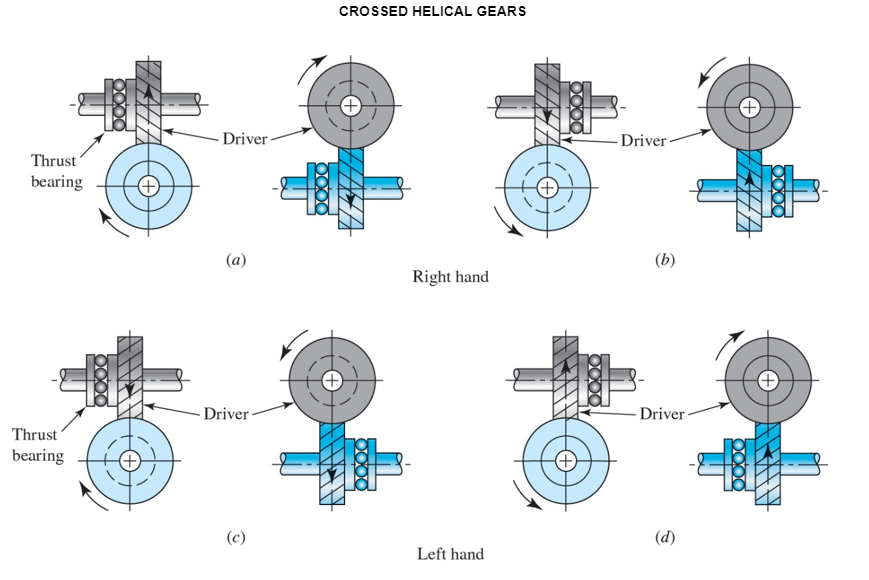 CROSSED HELICAL GEARS
Driver
Driver
Thrust
bearing
(a)
(b)
Right hand
Driver
Driver
Thrust
bearing
(c)
(d)
Left hand